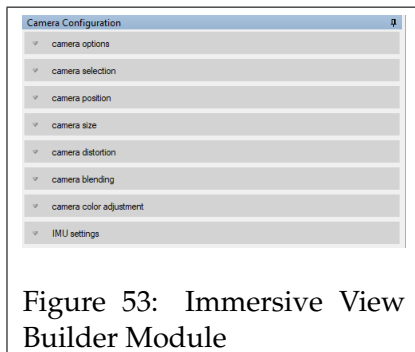 Camera Configuration
camera options
camera selection
camera position
camera size
camera distortion
camera blending
camera color adjustment
IMU settings
Figure 53: Immersive View
Builder Module